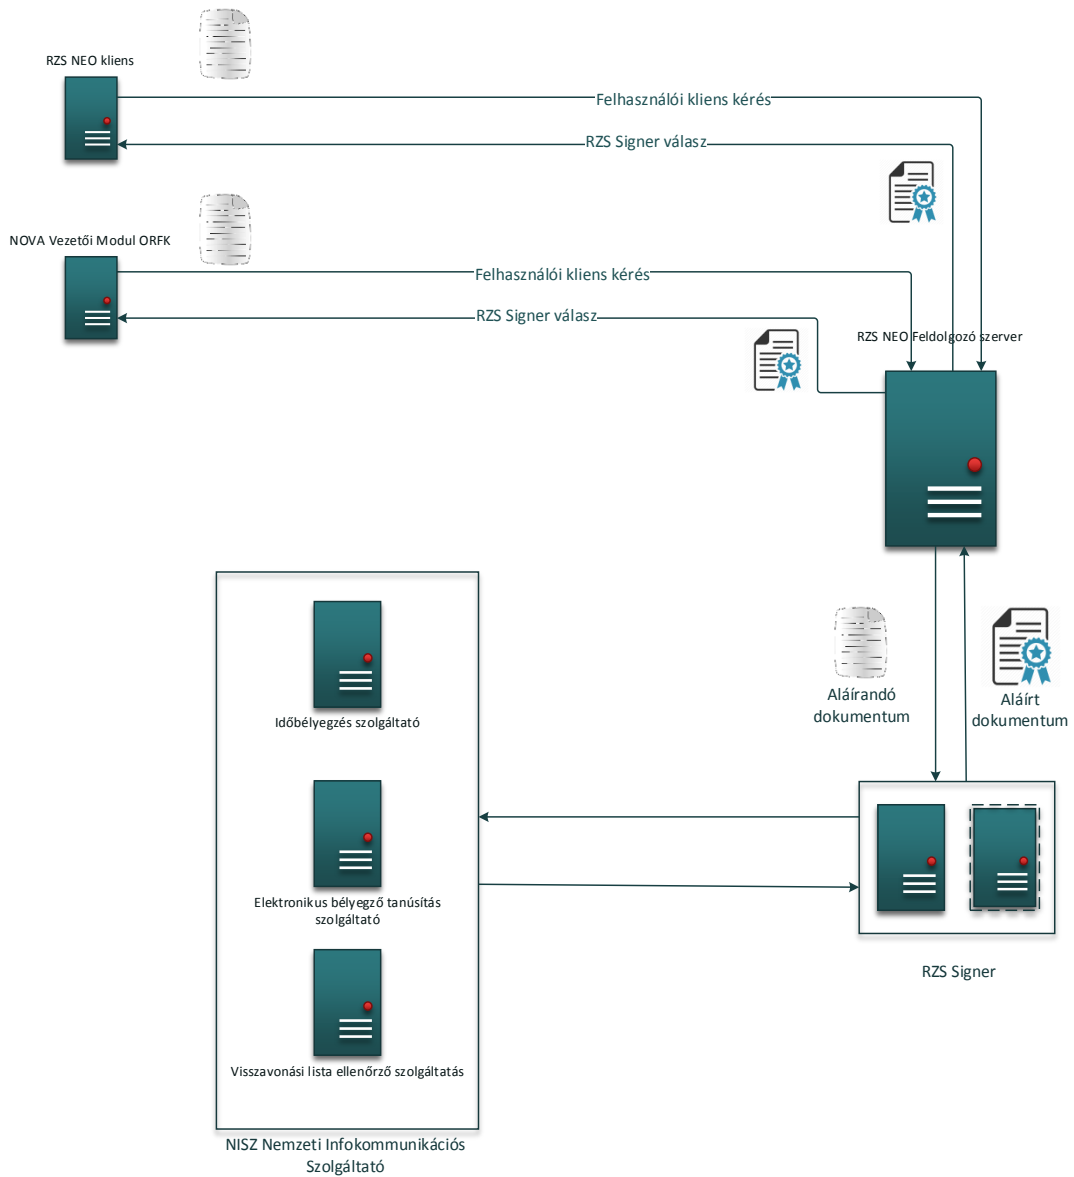 RZS NEO kliens
Felhasználói kliens kérés
RZS Signer válasz
NOVA Vezetői Modul ORFK
Felhasználói kliens kérés
RZS Signer válasz
RZS NEO Feldolgozó szerver
Aláírandó
dokumentum
Aláírt
dokumentum
Időbélyegzés szolgáltató
Elektronikus bélyegző tanúsítás
szolgáltató
RZS Signer
Visszavonási lista ellenőrző szolgáltatás
NISZ Nemzeti Infokommunikációs
Szolgáltató